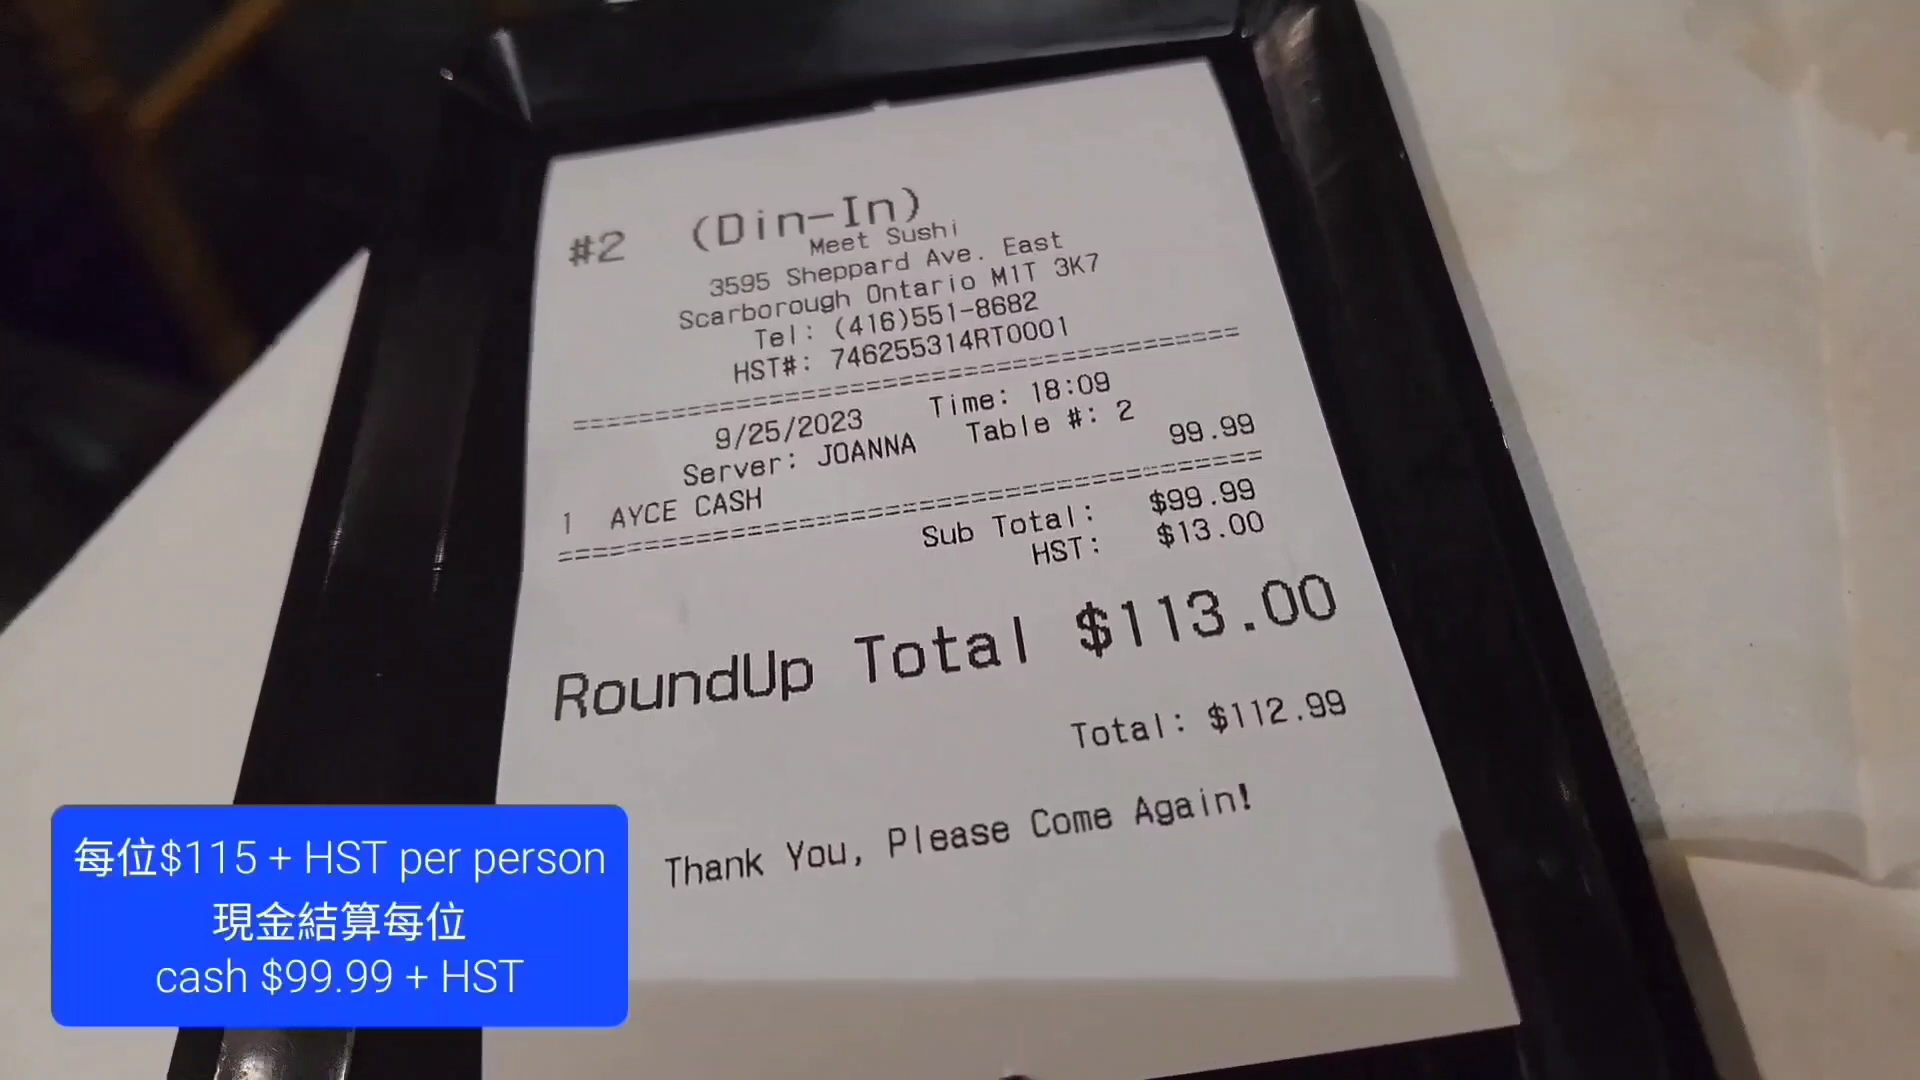 #2 (Din-In)
Meet Sushi
3595 Sheppard Ave. East
Scarborough Ontario M1T 3K7
Tel: (416)551-8682
HST#: 746255314RT0001
=======================================
9/25/2023 Time: 18:09
Server: JOANNA Table #: 2
1 AYCE CASH 99.99
=======================================
Sub Total: $99.99
HST: $13.00
RoundUp Total $113.00
Total: $112.99
Thank You, Please Come Again!
每位$115 + HST per person
現金結算每位
cash $99.99 + HST